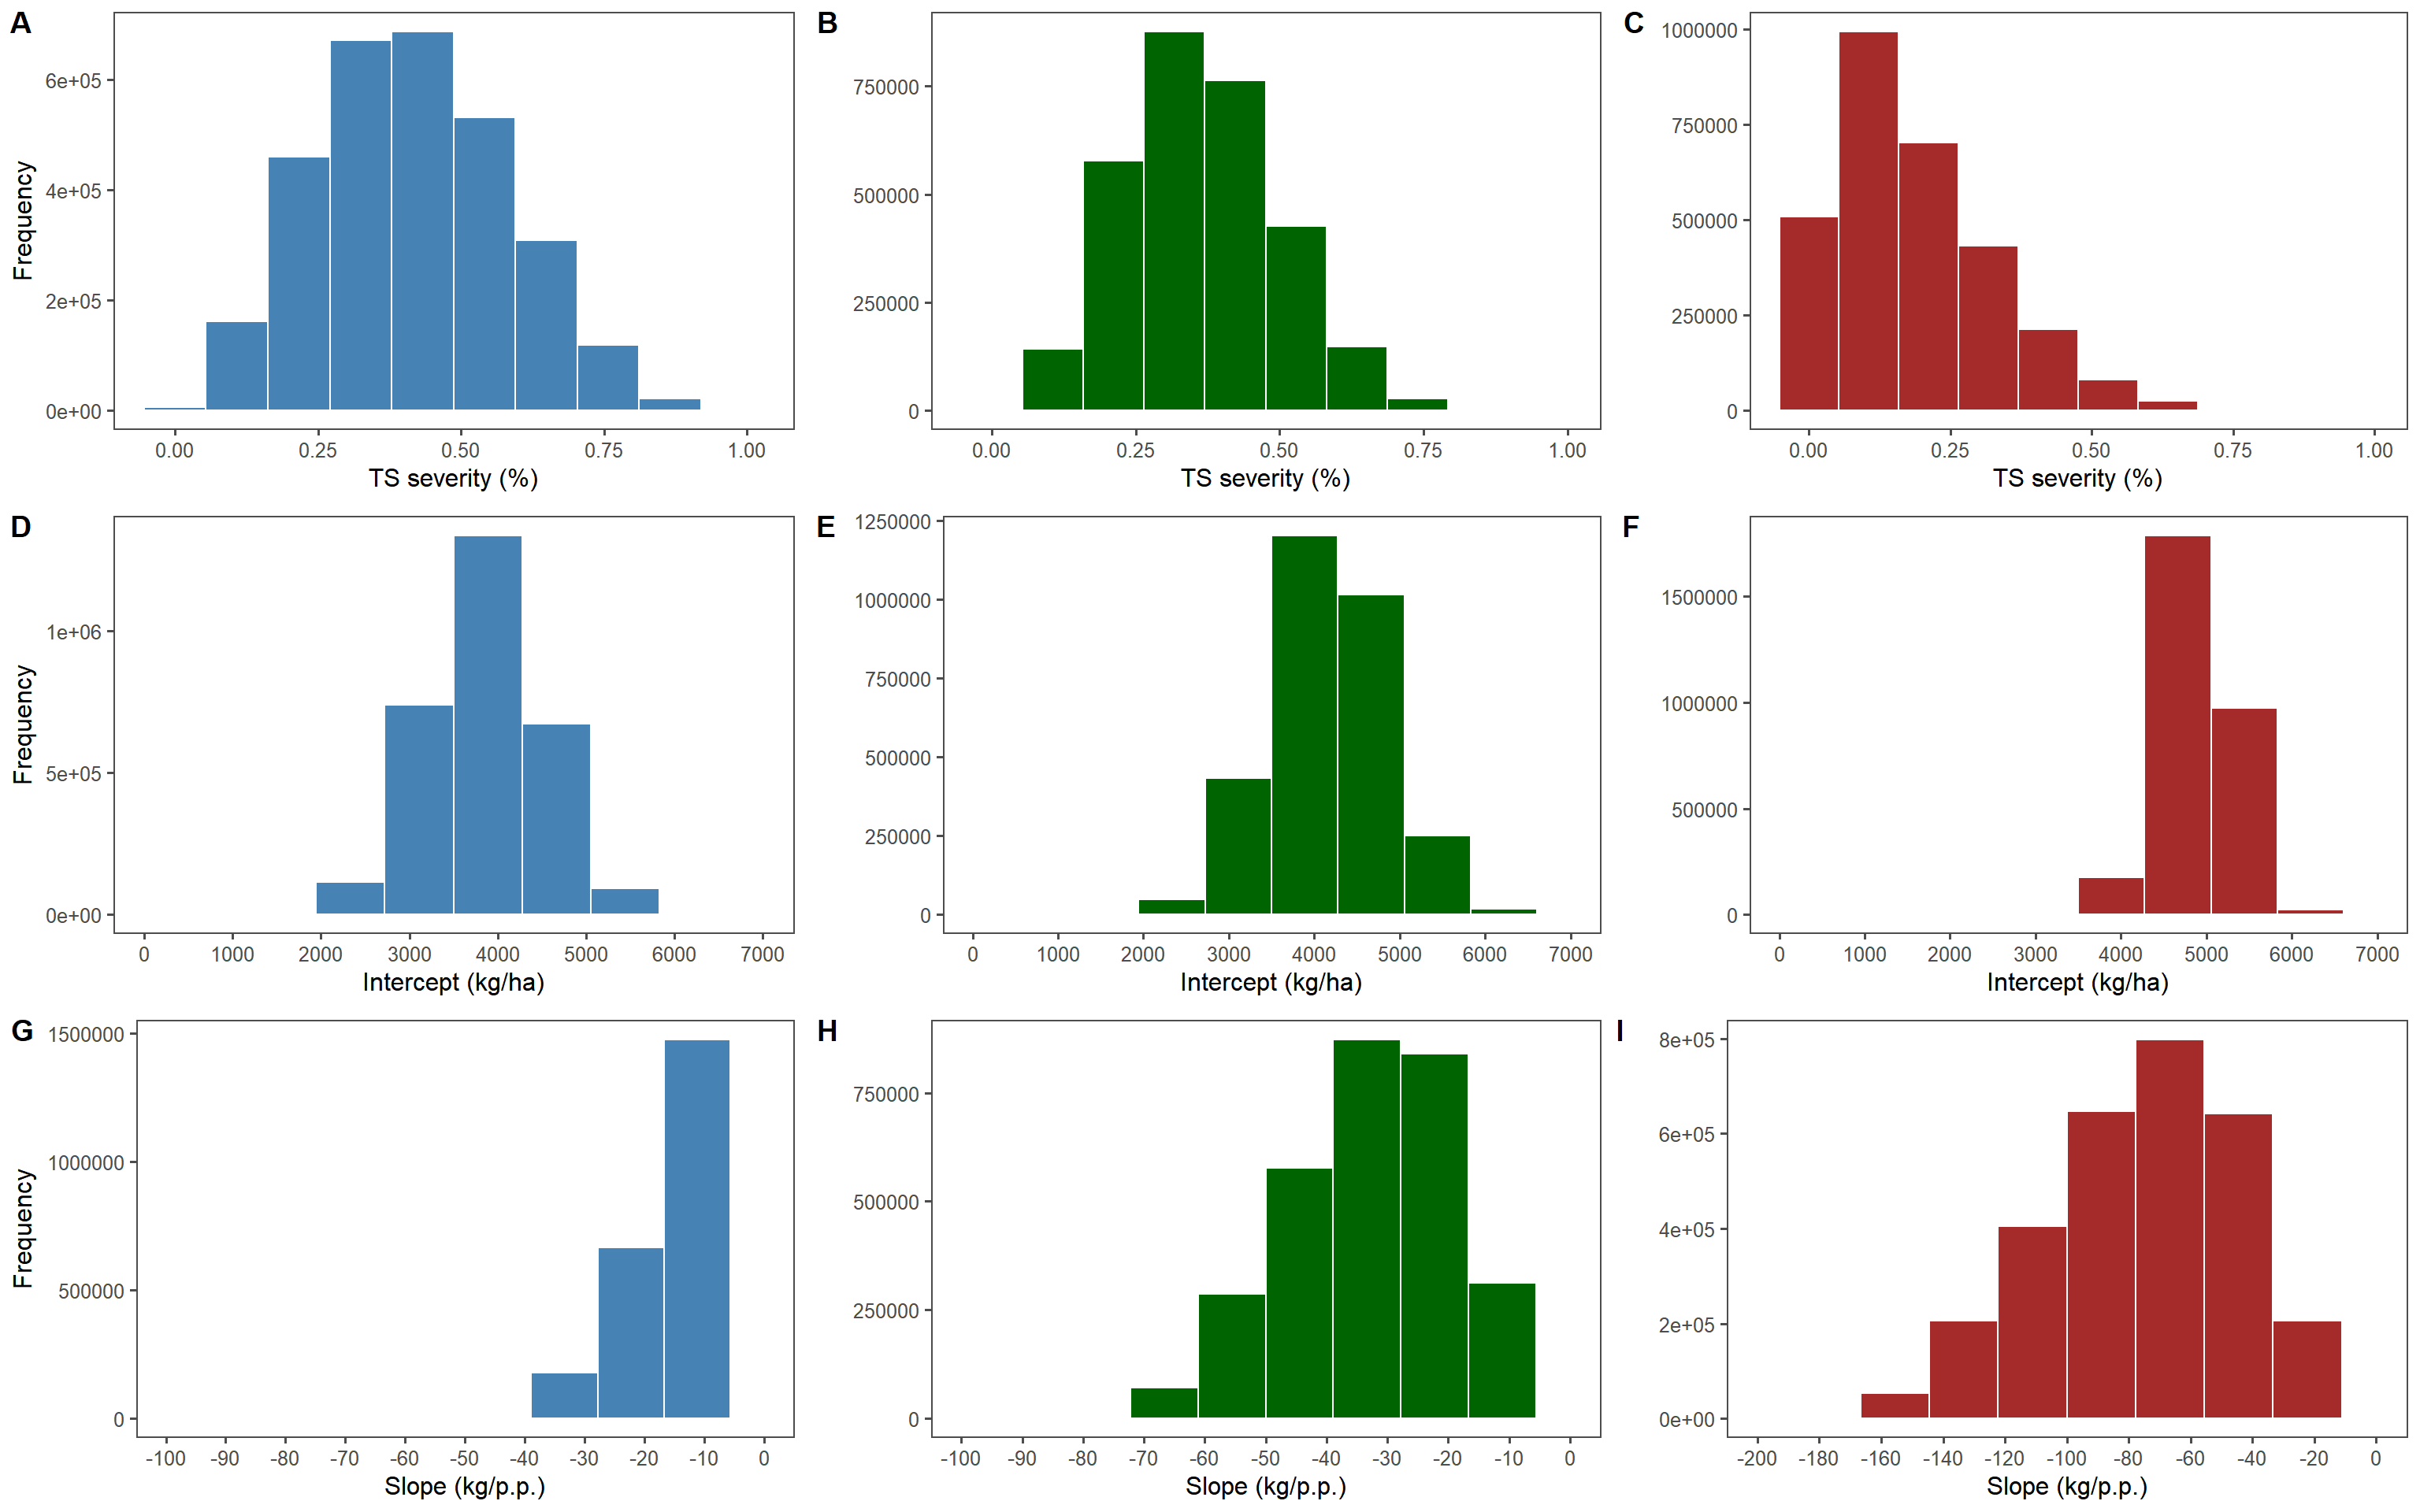 A
B
C
Frequency
6e+05
4e+05
2e+05
0e+00
750000
500000
250000
0
1000000
750000
500000
250000
0
0.00 0.25 0.50 0.75 1.00
0.00 0.25 0.50 0.75 1.00
0.00 0.25 0.50 0.75 1.00
TS severity (%)
TS severity (%)
TS severity (%)
D
E
F
Frequency
1e+06
5e+05
0e+00
1250000
1000000
750000
500000
250000
0
1500000
1000000
500000
0
0 1000 2000 3000 4000 5000 6000 7000
0 1000 2000 3000 4000 5000 6000 7000
0 1000 2000 3000 4000 5000 6000 7000
Intercept (kg/ha)
Intercept (kg/ha)
Intercept (kg/ha)
G
H
I
Frequency
1500000
1000000
500000
0
750000
500000
250000
0
8e+05
6e+05
4e+05
2e+05
0e+00
-100 -90 -80 -70 -60 -50 -40 -30 -20 -10 0
-100 -90 -80 -70 -60 -50 -40 -30 -20 -10 0
-200 -180 -160 -140 -120 -100 -80 -60 -40 -20 0
Slope (kg/p.p.)
Slope (kg/p.p.)
Slope (kg/p.p.)